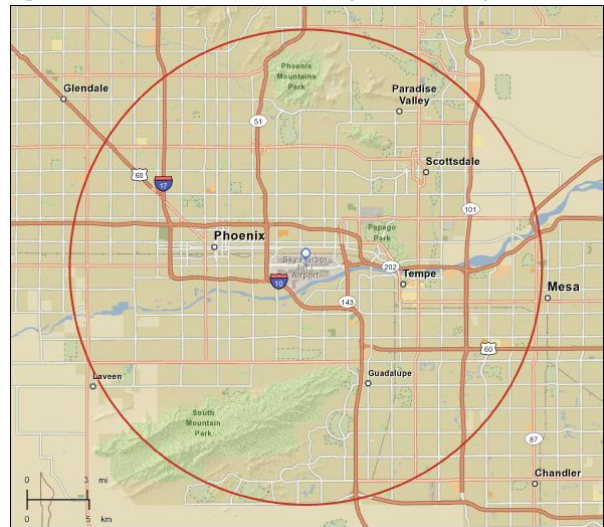 Phoenix
Mountains
Park
Glendale
Paradise
Valley
51
Scottsdale
60
17
101
Papago
Park
Phoenix
Sky Harbor
Int'l
Airport
202
Tempe
10
Mesa
143
60
Laveen
Guadalupe
South
Mountain
Park
87
Chandler
0 3 mi
0 5 km